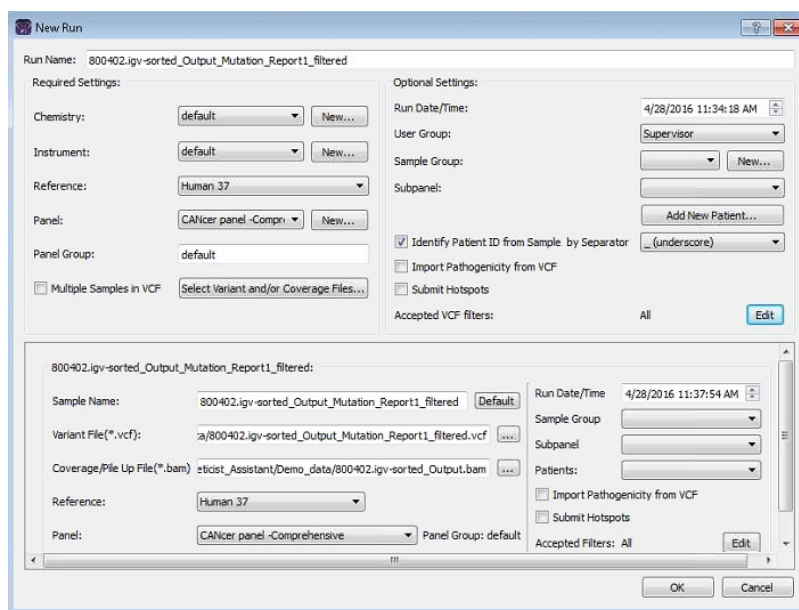 New Run
Run Name: 800402.igv-sorted_Output_Mutation_Report1_filtered
Required Settings:
Chemistry: default New...
Instrument: default New...
Reference: Human 37
Panel: CANcer panel -Compr New...
Panel Group: default
Multiple Samples in VCF Select Variant and/or Coverage Files...
Optional Settings:
Run Date/Time: 4/28/2016 11:34:18 AM
User Group: Supervisor
Sample Group: New...
Subpanel:
Add New Patient...
Identify Patient ID from Sample by Separator _ (underscore)
Import Pathogenicity from VCF
Submit Hotspots
Accepted VCF filters: All Edit
800402.igv-sorted_Output_Mutation_Report1_filtered:
Sample Name: 800402.igv-sorted_Output_Mutation_Report1_filtered Default
Variant File(*.vcf): :a/800402.igv-sorted_Output_Mutation_Report1_filtered.vcf ...
Coverage/Pile Up File(*.bam) eticist_Assistant/Demo_data/800402.igv-sorted_Output.bam ...
Reference: Human 37
Panel: CANcer panel -Comprehensive Panel Group: default
Run Date/Time 4/28/2016 11:37:54 AM
Sample Group
Subpanel
Patients:
Import Pathogenicity from VCF
Submit Hotspots
Accepted Filters: All Edit
OK Cancel